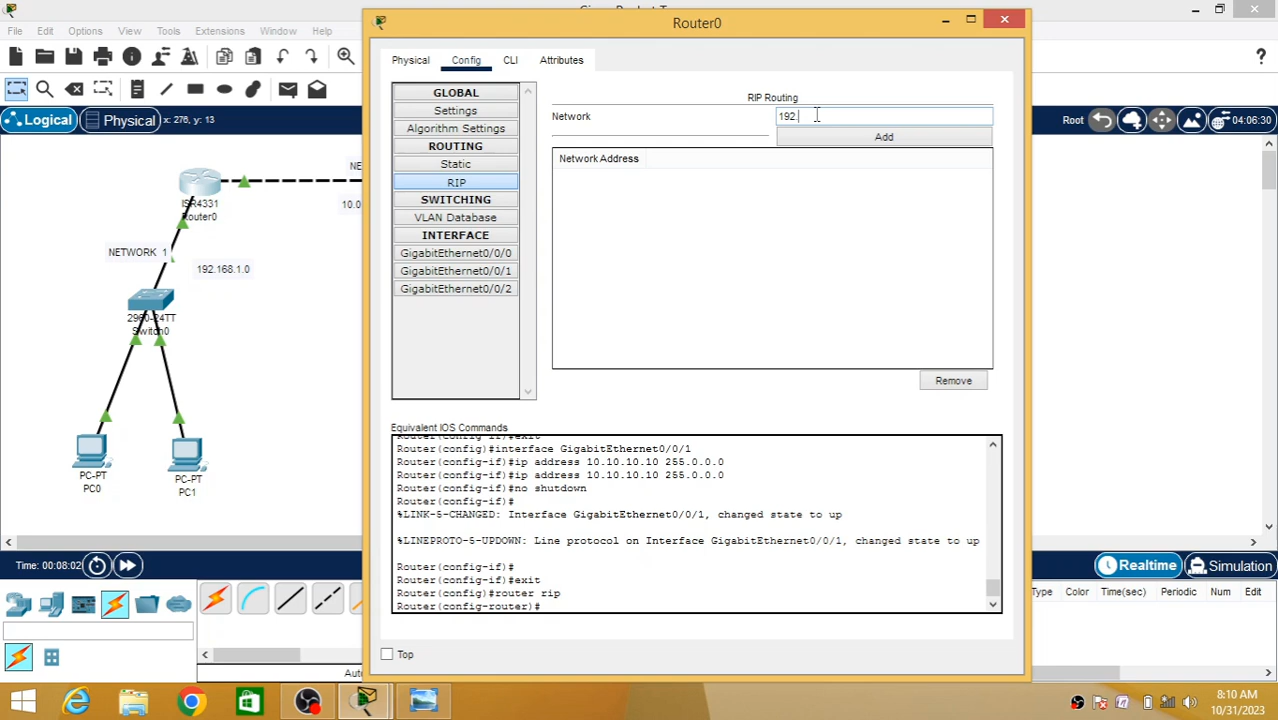 Router0
File Edit Options View Tools Extensions Window Help
Physical Config CLI Attributes
?
Logical Physical x: 276, y: 13
Root 04:06:30
GLOBAL
Settings
Algorithm Settings
ROUTING
Static
RIP
SWITCHING
VLAN Database
INTERFACE
GigabitEthernet0/0/0
GigabitEthernet0/0/1
GigabitEthernet0/0/2
RIP Routing
Network 192.
Add
Network Address
Remove
ISR4331
Router0
NE
10.0
NETWORK 1
192.168.1.0
2960-24TT
Switch0
PC-PT
PC0
PC-PT
PC1
Equivalent IOS Commands
Router(config-if)#exit
Router(config)#interface GigabitEthernet0/0/1
Router(config-if)#ip address 10.10.10.10 255.0.0.0
Router(config-if)#ip address 10.10.10.10 255.0.0.0
Router(config-if)#no shutdown
Router(config-if)#
%LINK-5-CHANGED: Interface GigabitEthernet0/0/1, changed state to up
%LINEPROTO-5-UPDOWN: Line protocol on Interface GigabitEthernet0/0/1, changed state to up
Router(config-if)#
Router(config-if)#exit
Router(config)#router rip
Router(config-router)#
Top
Time: 00:08:02
Realtime Simulation
Type Color Time(sec) Periodic Num Edit
8:10 AM
10/31/2023